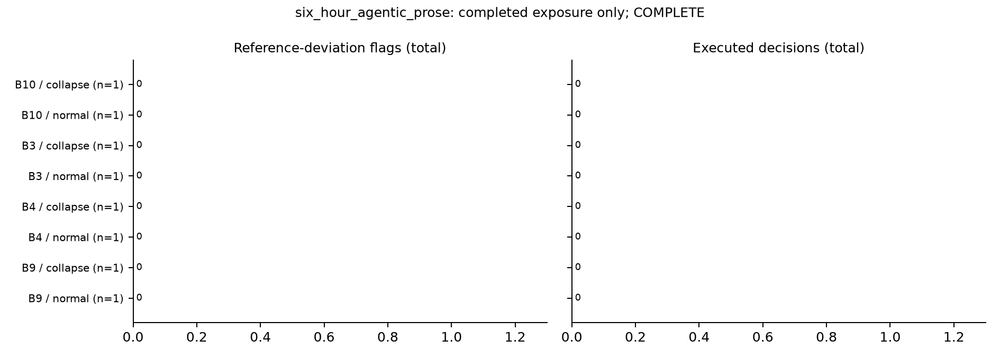 six_hour_agentic_prose: completed exposure only; COMPLETE
Reference-deviation flags (total)
Executed decisions (total)
B10 / collapse (n=1) 0 0
B10 / normal (n=1) 0 0
B3 / collapse (n=1) 0 0
B3 / normal (n=1) 0 0
B4 / collapse (n=1) 0 0
B4 / normal (n=1) 0 0
B9 / collapse (n=1) 0 0
B9 / normal (n=1) 0 0
0.0 0.2 0.4 0.6 0.8 1.0 1.2
0.0 0.2 0.4 0.6 0.8 1.0 1.2